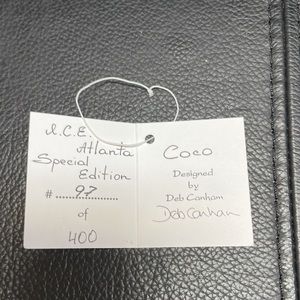 I.C.E.
Atlanta
Special
Edition
# 97
of
400
Coco
Designed
by
Deb Canham
Deb Canham